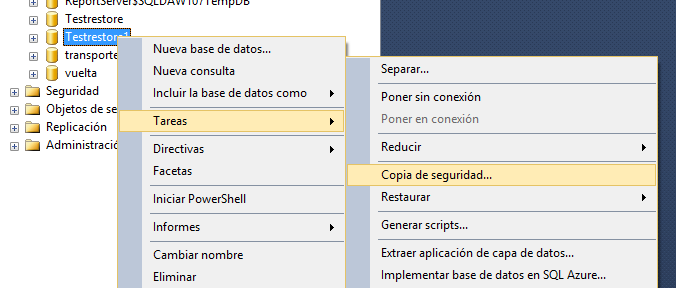 ReportServer$SQLDAW107TempDB
Testrestore
Testrestore1
transporte
vuelta
Seguridad
Objetos de se
Replicación
Administració
Nueva base de datos...
Nueva consulta
Incluir la base de datos como
Tareas
Directivas
Facetas
Iniciar PowerShell
Informes
Cambiar nombre
Eliminar
Separar...
Poner sin conexión
Poner en conexión
Reducir
Copia de seguridad...
Restaurar
Generar scripts...
Extraer aplicación de capa de datos...
Implementar base de datos en SQL Azure...